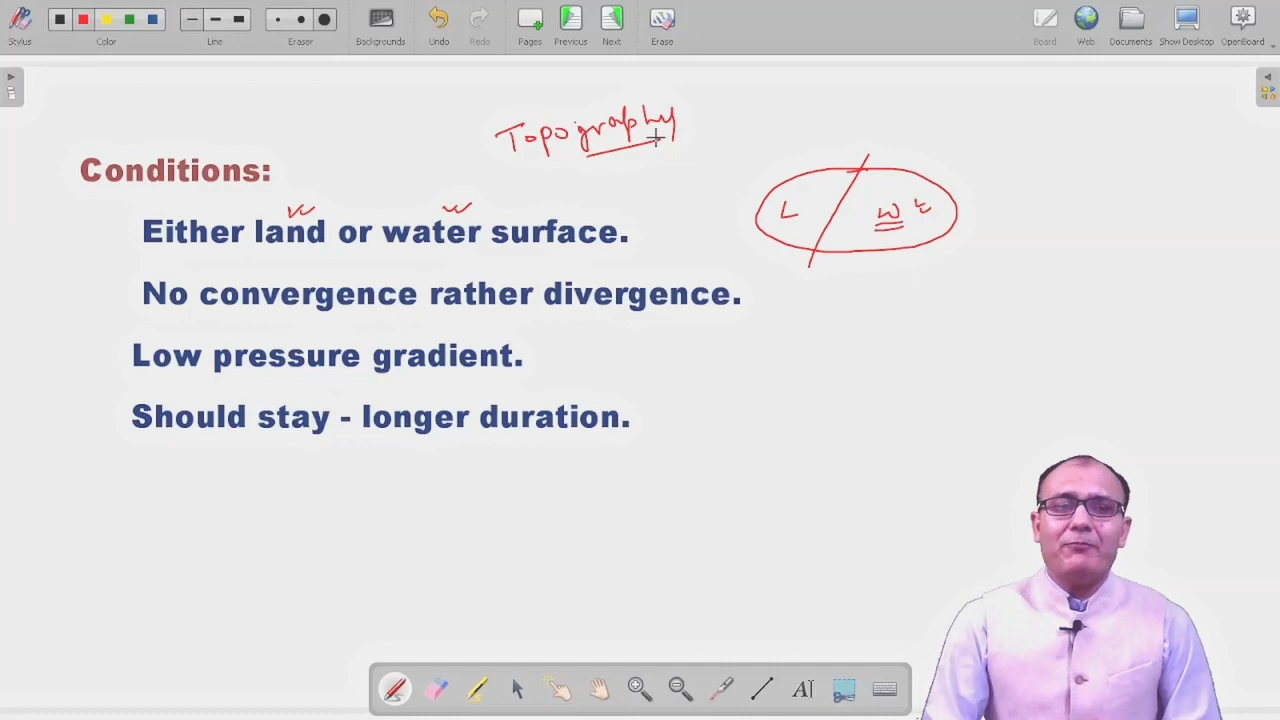 Stylus Color Line Eraser Backgrounds Undo Redo Pages Previous Next Erase Board Web Documents Show Desktop OpenBoard
Topography
Conditions:
L W
Either land or water surface.
No convergence rather divergence.
Low pressure gradient.
Should stay - longer duration.